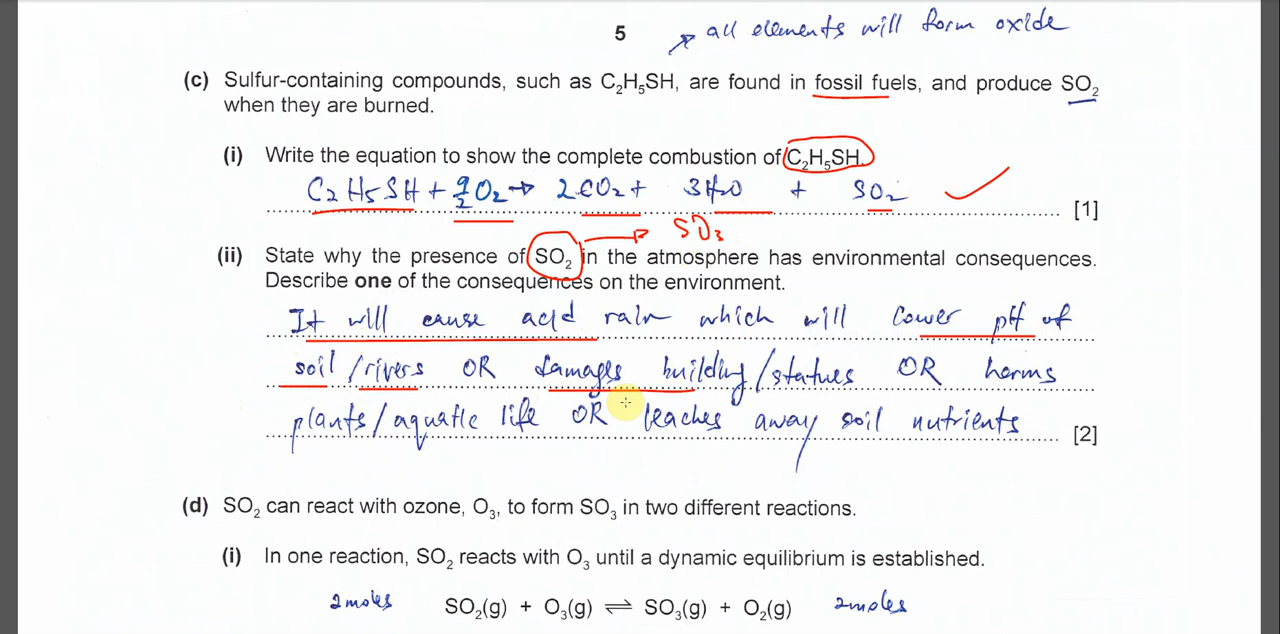 5 all elements will form oxide
(c) Sulfur-containing compounds, such as C₂H₅SH, are found in fossil fuels, and produce SO₂
when they are burned.
(i) Write the equation to show the complete combustion of C₂H₅SH.
C₂H₅SH + 9/2 O₂ → 2CO₂ + 3H₂O + SO₂ [1]
SO₃
(ii) State why the presence of SO₂ in the atmosphere has environmental consequences.
Describe one of the consequences on the environment.
It will cause acid rain which will lower pH of
soil/rivers OR damages building/statues OR harms
plants/aquatic life OR leaches away soil nutrients [2]
(d) SO₂ can react with ozone, O₃, to form SO₃ in two different reactions.
(i) In one reaction, SO₂ reacts with O₃ until a dynamic equilibrium is established.
2moles SO₂(g) + O₃(g) ⇌ SO₃(g) + O₂(g) 2moles